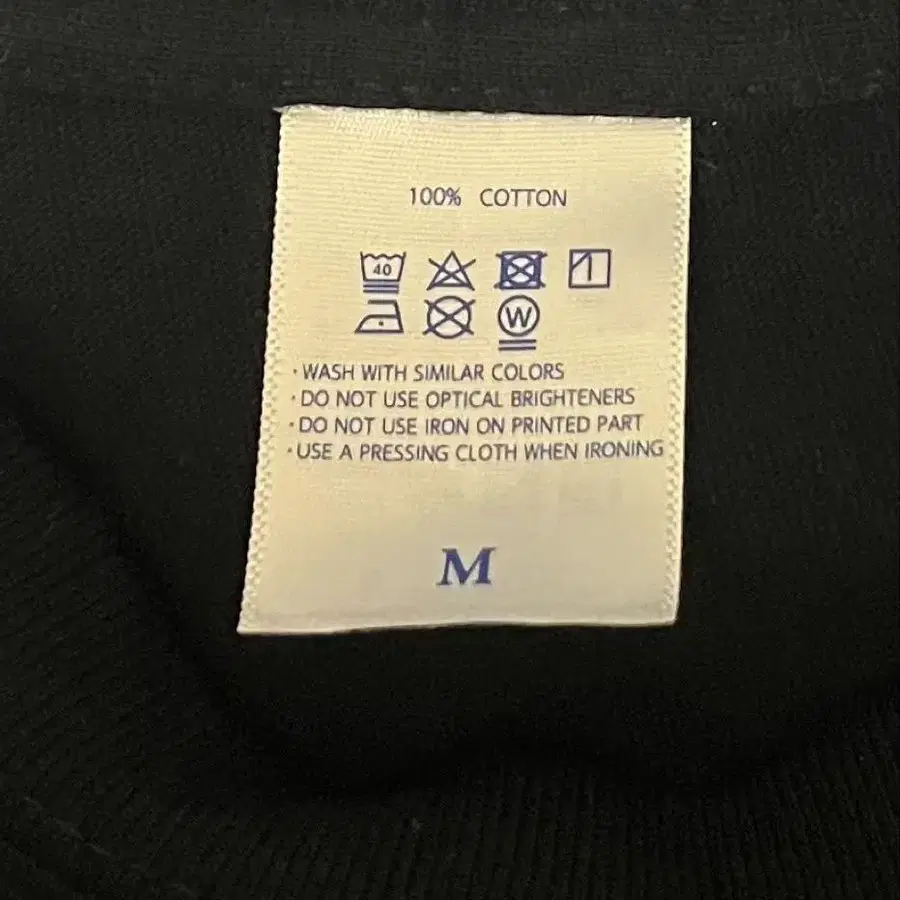 100% COTTON
40
W
· WASH WITH SIMILAR COLORS
· DO NOT USE OPTICAL BRIGHTENERS
· DO NOT USE IRON ON PRINTED PART
· USE A PRESSING CLOTH WHEN IRONING
M